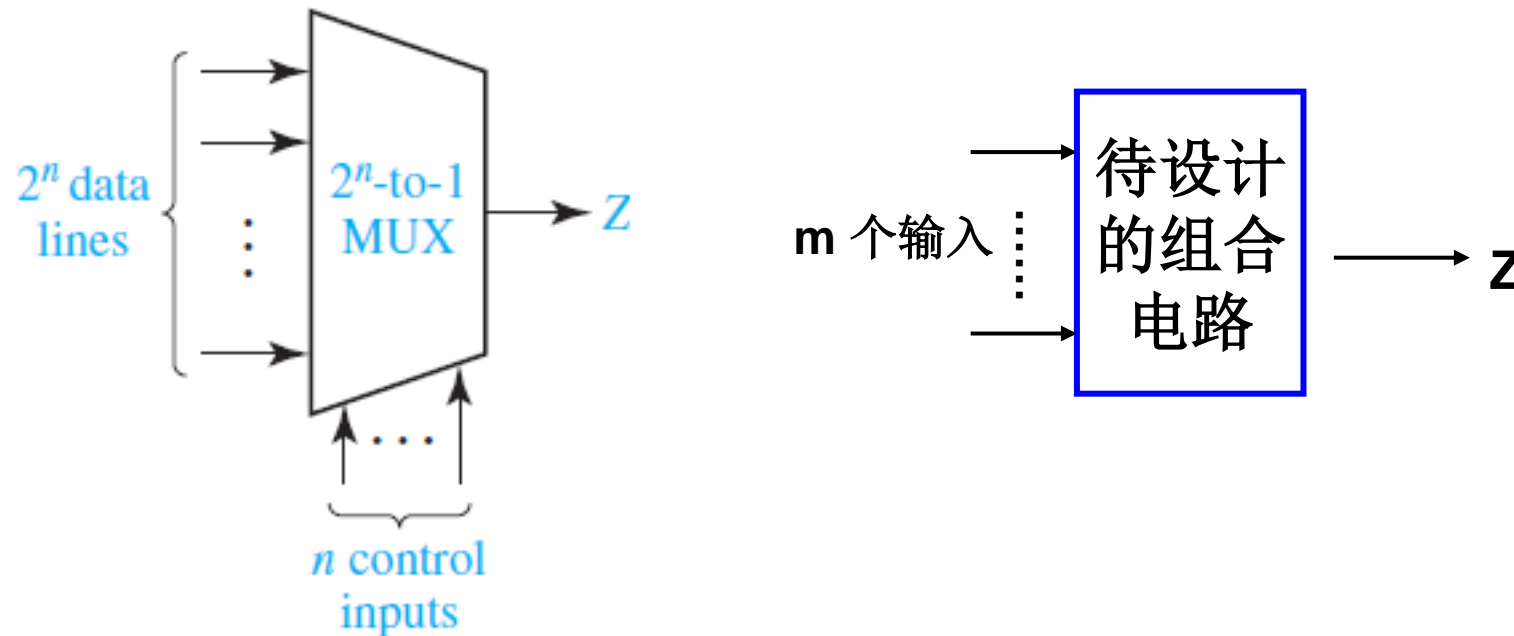 2ⁿ data
lines
2ⁿ-to-1
MUX
Z
n control
inputs
m 个输入
待设计
的组合
电路
Z